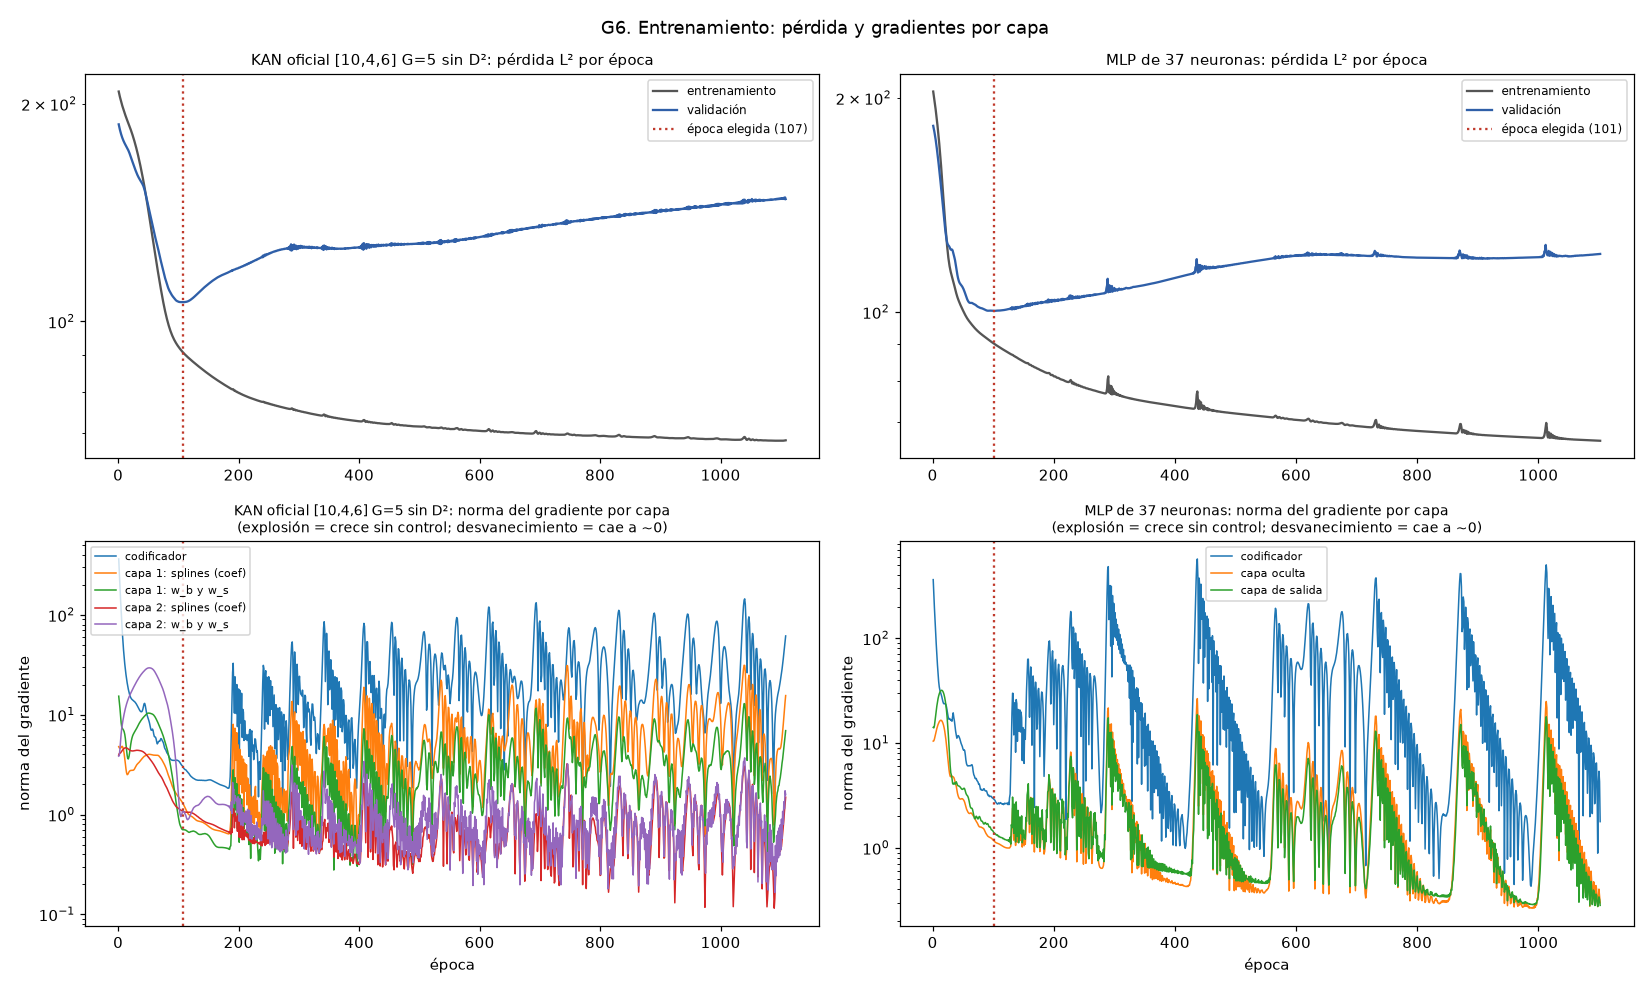 G6. Entrenamiento: pérdida y gradientes por capa
KAN oficial [10,4,6] G=5 sin D²: pérdida L² por época
2 × 10²
10²
entrenamiento
validación
época elegida (107)
0 200 400 600 800 1000
MLP de 37 neuronas: pérdida L² por época
2 × 10²
10²
entrenamiento
validación
época elegida (101)
0 200 400 600 800 1000
KAN oficial [10,4,6] G=5 sin D²: norma del gradiente por capa
(explosión = crece sin control; desvanecimiento = cae a ~0)
norma del gradiente
10²
10¹
10⁰
10⁻¹
codificador
capa 1: splines (coef)
capa 1: w_b y w_s
capa 2: splines (coef)
capa 2: w_b y w_s
0 200 400 600 800 1000
época
MLP de 37 neuronas: norma del gradiente por capa
(explosión = crece sin control; desvanecimiento = cae a ~0)
norma del gradiente
10²
10¹
10⁰
codificador
capa oculta
capa de salida
0 200 400 600 800 1000
época